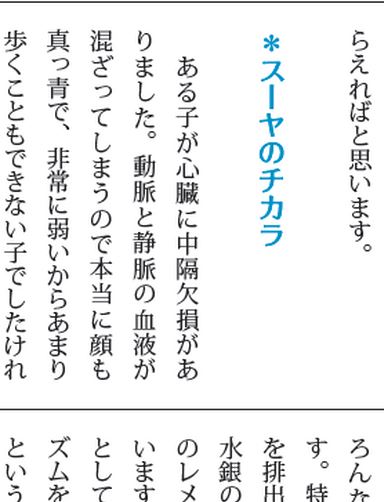 らえればと思います。
＊スーヤのチカラ
ある子が心臓に中隔欠損があ
りました。動脈と静脈の血液が
混ざってしまうので本当に顔も
真っ青で、非常に弱いからあまり
歩くこともできない子でしたけれ
ろんな
す。特
を排出
水銀の
のレメ
います
として
ズムを
という